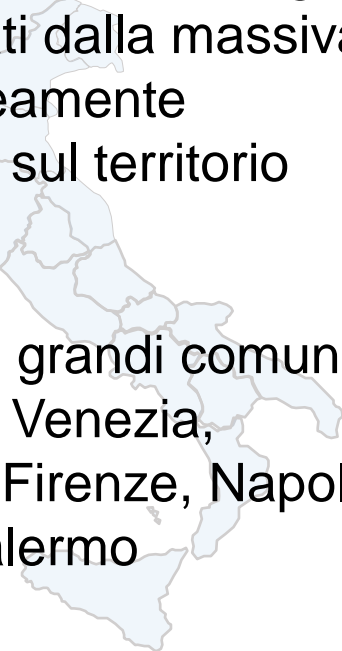 ti dalla massiva
eamente
sul territorio
grandi comun
Venezia,
Firenze, Napol
alermo